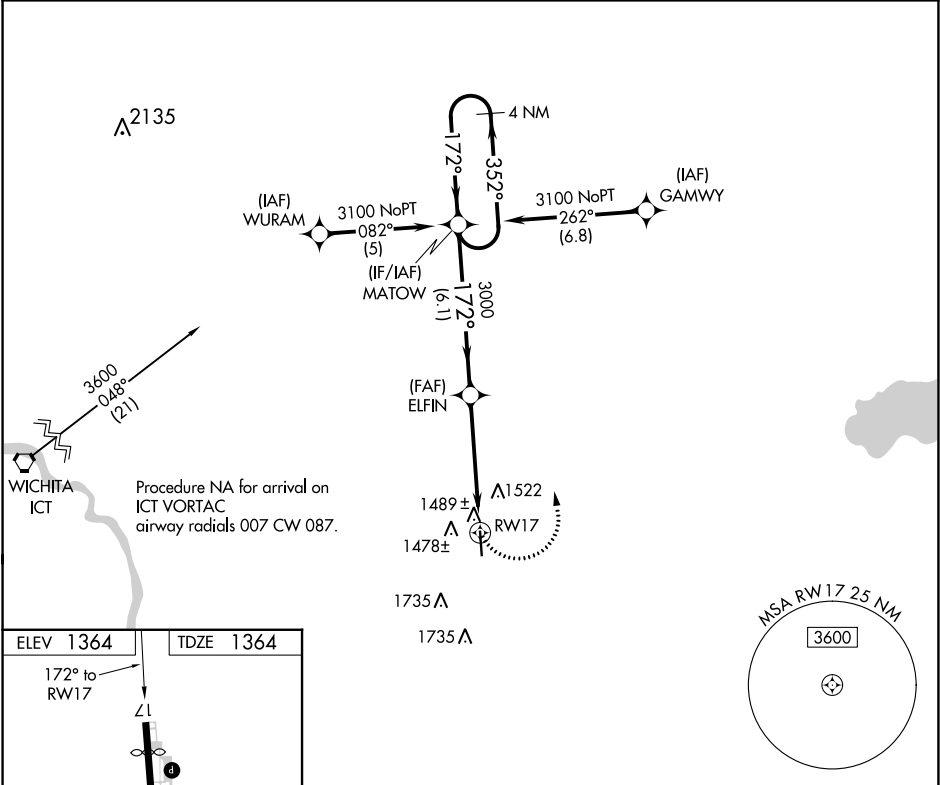 2135
4 NM
172°
352°
(IAF)
WURAM
3100 NoPT
082°
(5)
(IF/IAF)
MATOW
3100 NoPT
262°
(6.8)
(IAF)
GAMWY
3000
172°
(6.1)
(FAF)
ELFIN
3600
048°
(21)
WICHITA
ICT
Procedure NA for arrival on
ICT VORTAC
airway radials 007 CW 087.
1522
1489 ±
RW17
1478±
1735
1735
MSA RW17 25 NM
3600
ELEV 1364
TDZE 1364
172° to
RW17
17
P